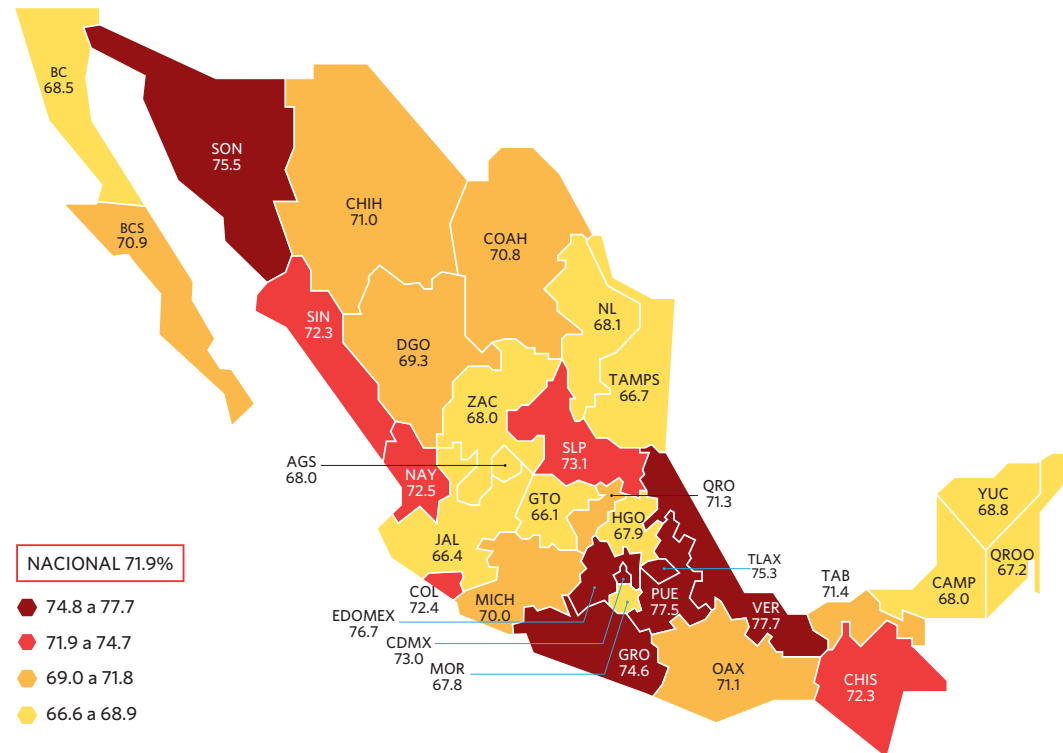 BC
68.5
SON
75.5
CHIH
71.0
BCS
70.9
COAH
70.8
SIN
72.3
NL
68.1
DGO
69.3
TAMPS
66.7
ZAC
68.0
SLP
73.1
AGS
68.0
NAY
72.5
QRO
71.3
GTO
66.1
HGO
67.9
YUC
68.8
JAL
66.4
QROO
67.2
TLAX
75.3
TAB
71.4
CAMP
68.0
COL
72.4
MICH
70.0
PUE
77.5
VER
77.7
EDOMEX
76.7
CDMX
73.0
MOR
67.8
GRO
74.6
OAX
71.1
CHIS
72.3
NACIONAL 71.9%
74.8 a 77.7
71.9 a 74.7
69.0 a 71.8
66.6 a 68.9